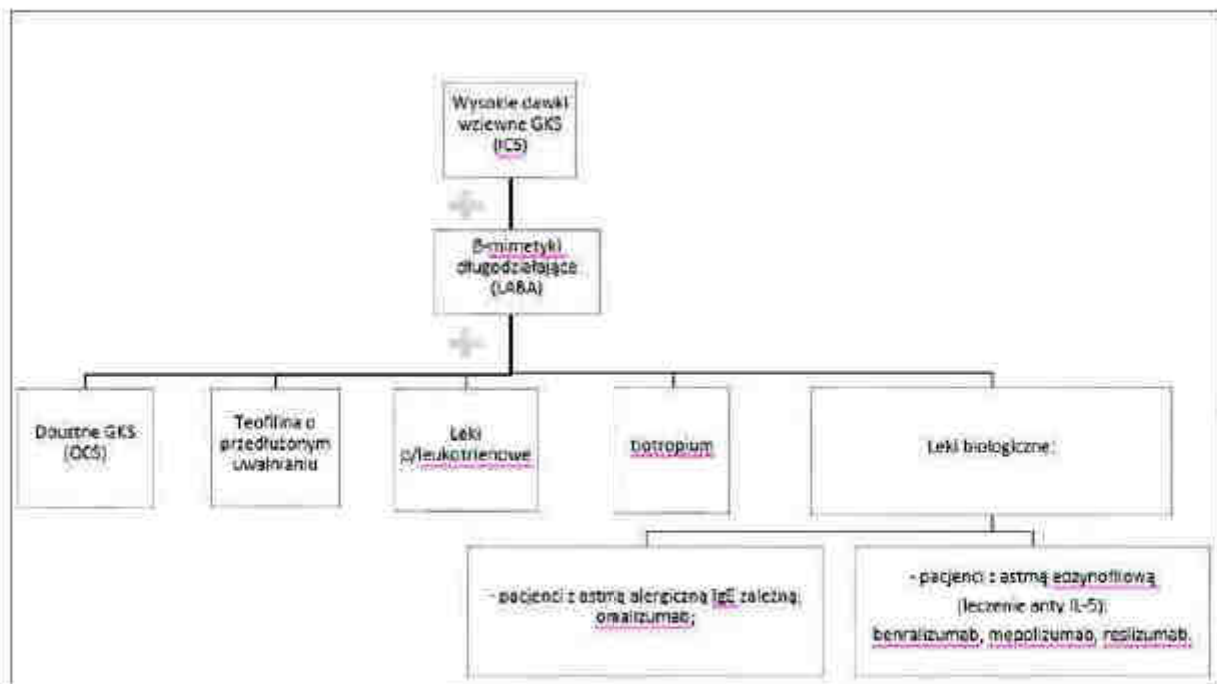 Wysokie dawki
wziewne GKS
(ICS)
β-mimetyki
długodziałające
(LABA)
Doustne GKS
(OCS)
Teofilina o
przedłużonym
uwalnianiu
Leki
p/leukotrienowe
tiotropium
Leki biologiczne:
- pacjenci z astmą alergiczną IgE zależną:
omalizumab;
- pacjenci z astmą eozynofilową
(leczenie anty IL-5):
benralizumab, mepolizumab, reslizumab.